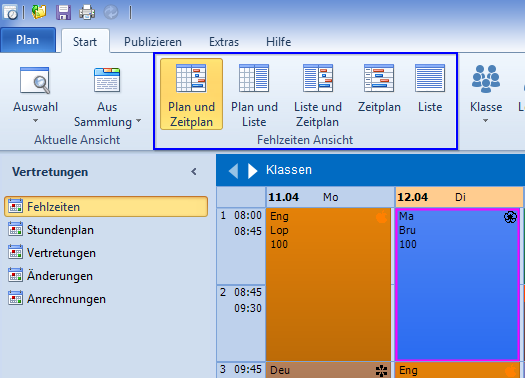 Plan Start Publizieren Extras Hilfe
Auswahl
Aus
Sammlung
Aktuelle Ansicht
Plan und
Zeitplan
Plan und
Liste
Liste und
Zeitplan
Zeitplan
Liste
Fehlzeiten Ansicht
Klasse
Vertretungen
Fehlzeiten
Stundenplan
Vertretungen
Änderungen
Anrechnungen
Klassen
11.04 Mo
12.04 Di
1 08:00
08:45
Eng
Lop
100
Ma
Bru
100
2 08:45
09:30
3 09:45
Deu
Eng